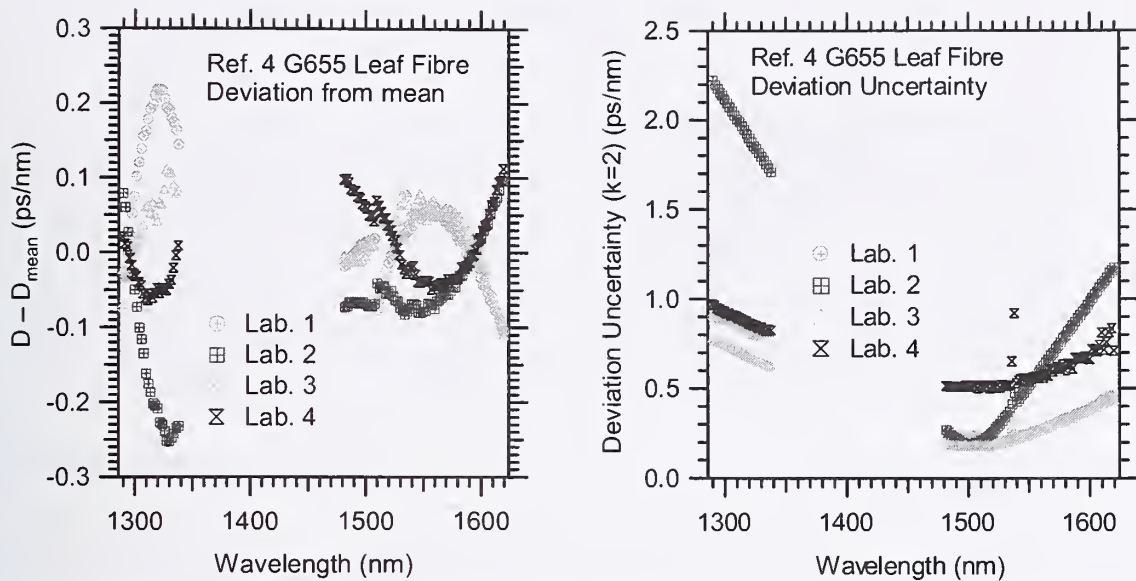 0.3
0.2
0.1
0.0
-0.1
-0.2
-0.3
D – Dmean (ps/nm)
Ref. 4 G655 Leaf Fibre
Deviation from mean
Lab. 1
Lab. 2
Lab. 3
Lab. 4
1300 1400 1500 1600
Wavelength (nm)
2.5
2.0
1.5
1.0
0.5
0.0
Deviation Uncertainty (k=2) (ps/nm)
Ref. 4 G655 Leaf Fibre
Deviation Uncertainty
Lab. 1
Lab. 2
Lab. 3
Lab. 4
1300 1400 1500 1600
Wavelength (nm)